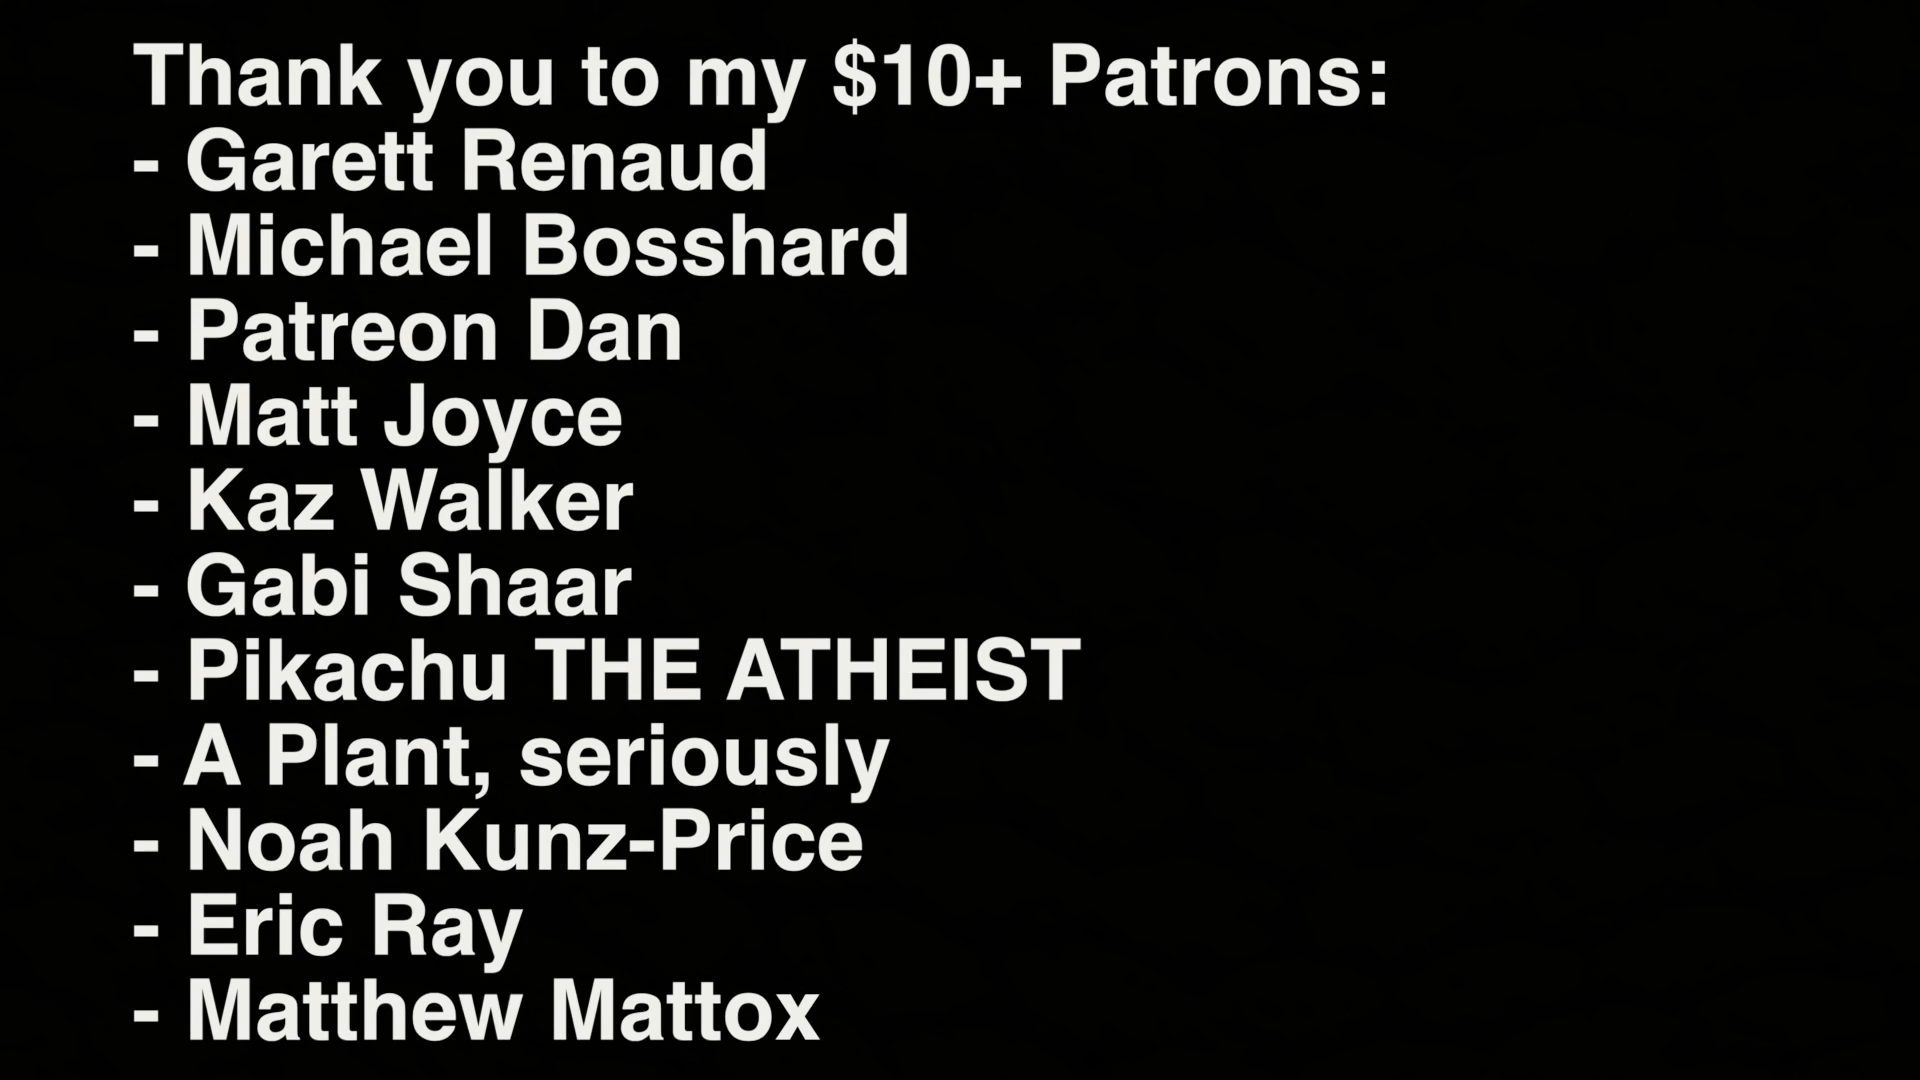 Thank you to my $10+ Patrons:
- Garett Renaud
- Michael Bosshard
- Patreon Dan
- Matt Joyce
- Kaz Walker
- Gabi Shaar
- Pikachu THE ATHEIST
- A Plant, seriously
- Noah Kunz-Price
- Eric Ray
- Matthew Mattox